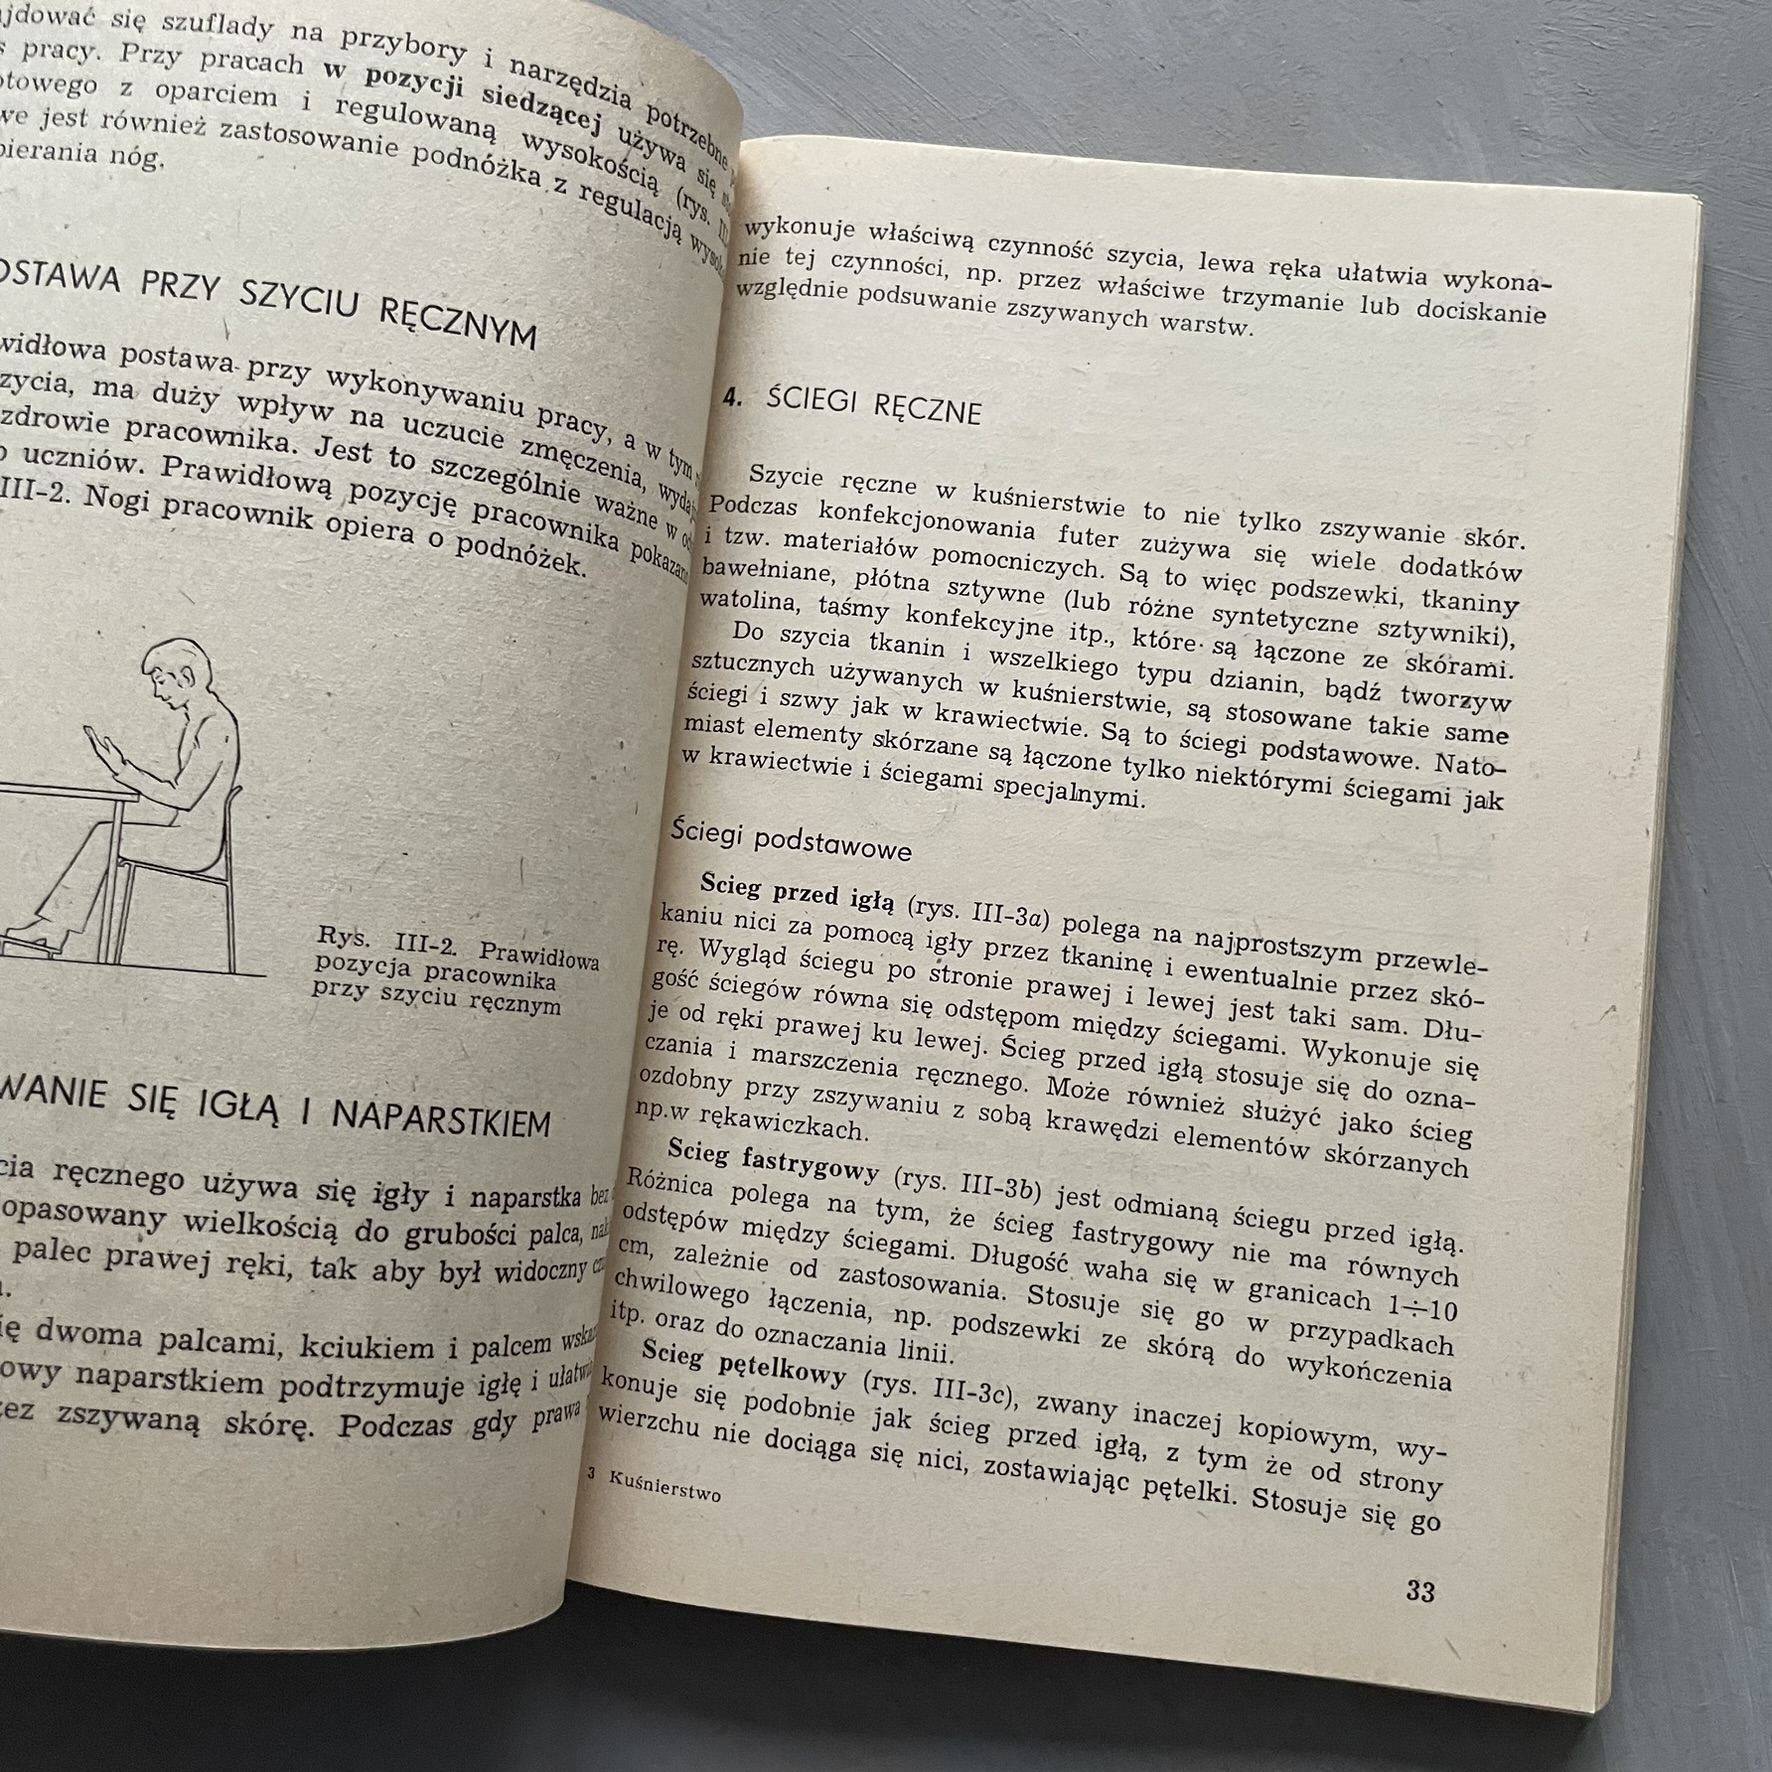 jdować się szuflady na przybory i narzędzia potrzebne
pracy. Przy pracach w pozycji siedzącej używa się
otowego z oparciem i regulowaną wysokością (rys.
we jest również zastosowanie podnóżka z regulacją
pierania nóg.
OSTAWA PRZY SZYCIU RĘCZNYM
widłowa postawa przy wykonywaniu pracy, a w tym
zycia, ma duży wpływ na uczucie zmęczenia,
zdrowie pracownika. Jest to szczególnie ważne w
uczniów. Prawidłową pozycję pracownika pokazano
III-2. Nogi pracownik opiera o podnóżek.
Rys. III-2. Prawidłowa
pozycja pracownika
przy szyciu ręcznym
WANIE SIĘ IGŁĄ I NAPARSTKIEM
cia ręcznego używa się igły i naparstka bez
opasowany wielkością do grubości palca,
palec prawej ręki, tak aby był widoczny
ię dwoma palcami, kciukiem i palcem
owy naparstkiem podtrzymuje igłę i
zez zszywaną skórę. Podczas gdy prawa
wykonuje właściwą czynność szycia, lewa ręka ułatwia wykona-
nie tej czynności, np. przez właściwe trzymanie lub dociskanie
względnie podsuwanie zszywanych warstw.
4. ŚCIEGI RĘCZNE
Szycie ręczne w kuśnierstwie to nie tylko zszywanie skór.
Podczas konfekcjonowania futer zużywa się wiele dodatków
i tzw. materiałów pomocniczych. Są to więc podszewki, tkaniny
bawełniane, płótna sztywne (lub różne syntetyczne sztywniki),
watolina, taśmy konfekcyjne itp., które są łączone ze skórami.
Do szycia tkanin i wszelkiego typu dzianin, bądź tworzyw
sztucznych używanych w kuśnierstwie, są stosowane takie same
ściegi i szwy jak w krawiectwie. Są to ściegi podstawowe. Nato-
miast elementy skórzane są łączone tylko niektórymi ściegami jak
w krawiectwie i ściegami specjalnymi.
Ściegi podstawowe
Ścieg przed igłą (rys. III-3a) polega na najprostszym przewle-
kaniu nici za pomocą igły przez tkaninę i ewentualnie przez skó-
rę. Wygląd ściegu po stronie prawej i lewej jest taki sam. Dłu-
gość ściegów równa się odstępom między ściegami. Wykonuje się
je od ręki prawej ku lewej. Ścieg przed igłą stosuje się do ozna-
czania i marszczenia ręcznego. Może również służyć jako ścieg
ozdobny przy zszywaniu z sobą krawędzi elementów skórzanych
np.w rękawiczkach.
Ścieg fastrygowy (rys. III-3b) jest odmianą ściegu przed igłą.
Różnica polega na tym, że ścieg fastrygowy nie ma równych
odstępów między ściegami. Długość waha się w granicach 1÷10
cm, zależnie od zastosowania. Stosuje się go w przypadkach
chwilowego łączenia, np. podszewki ze skórą do wykończenia
itp. oraz do oznaczania linii.
Ścieg pętelkowy (rys. III-3c), zwany inaczej kopiowym, wy-
konuje się podobnie jak ścieg przed igłą, z tym że od strony
wierzchu nie dociąga się nici, zostawiając pętelki. Stosuje się go
3 Kuśnierstwo
33